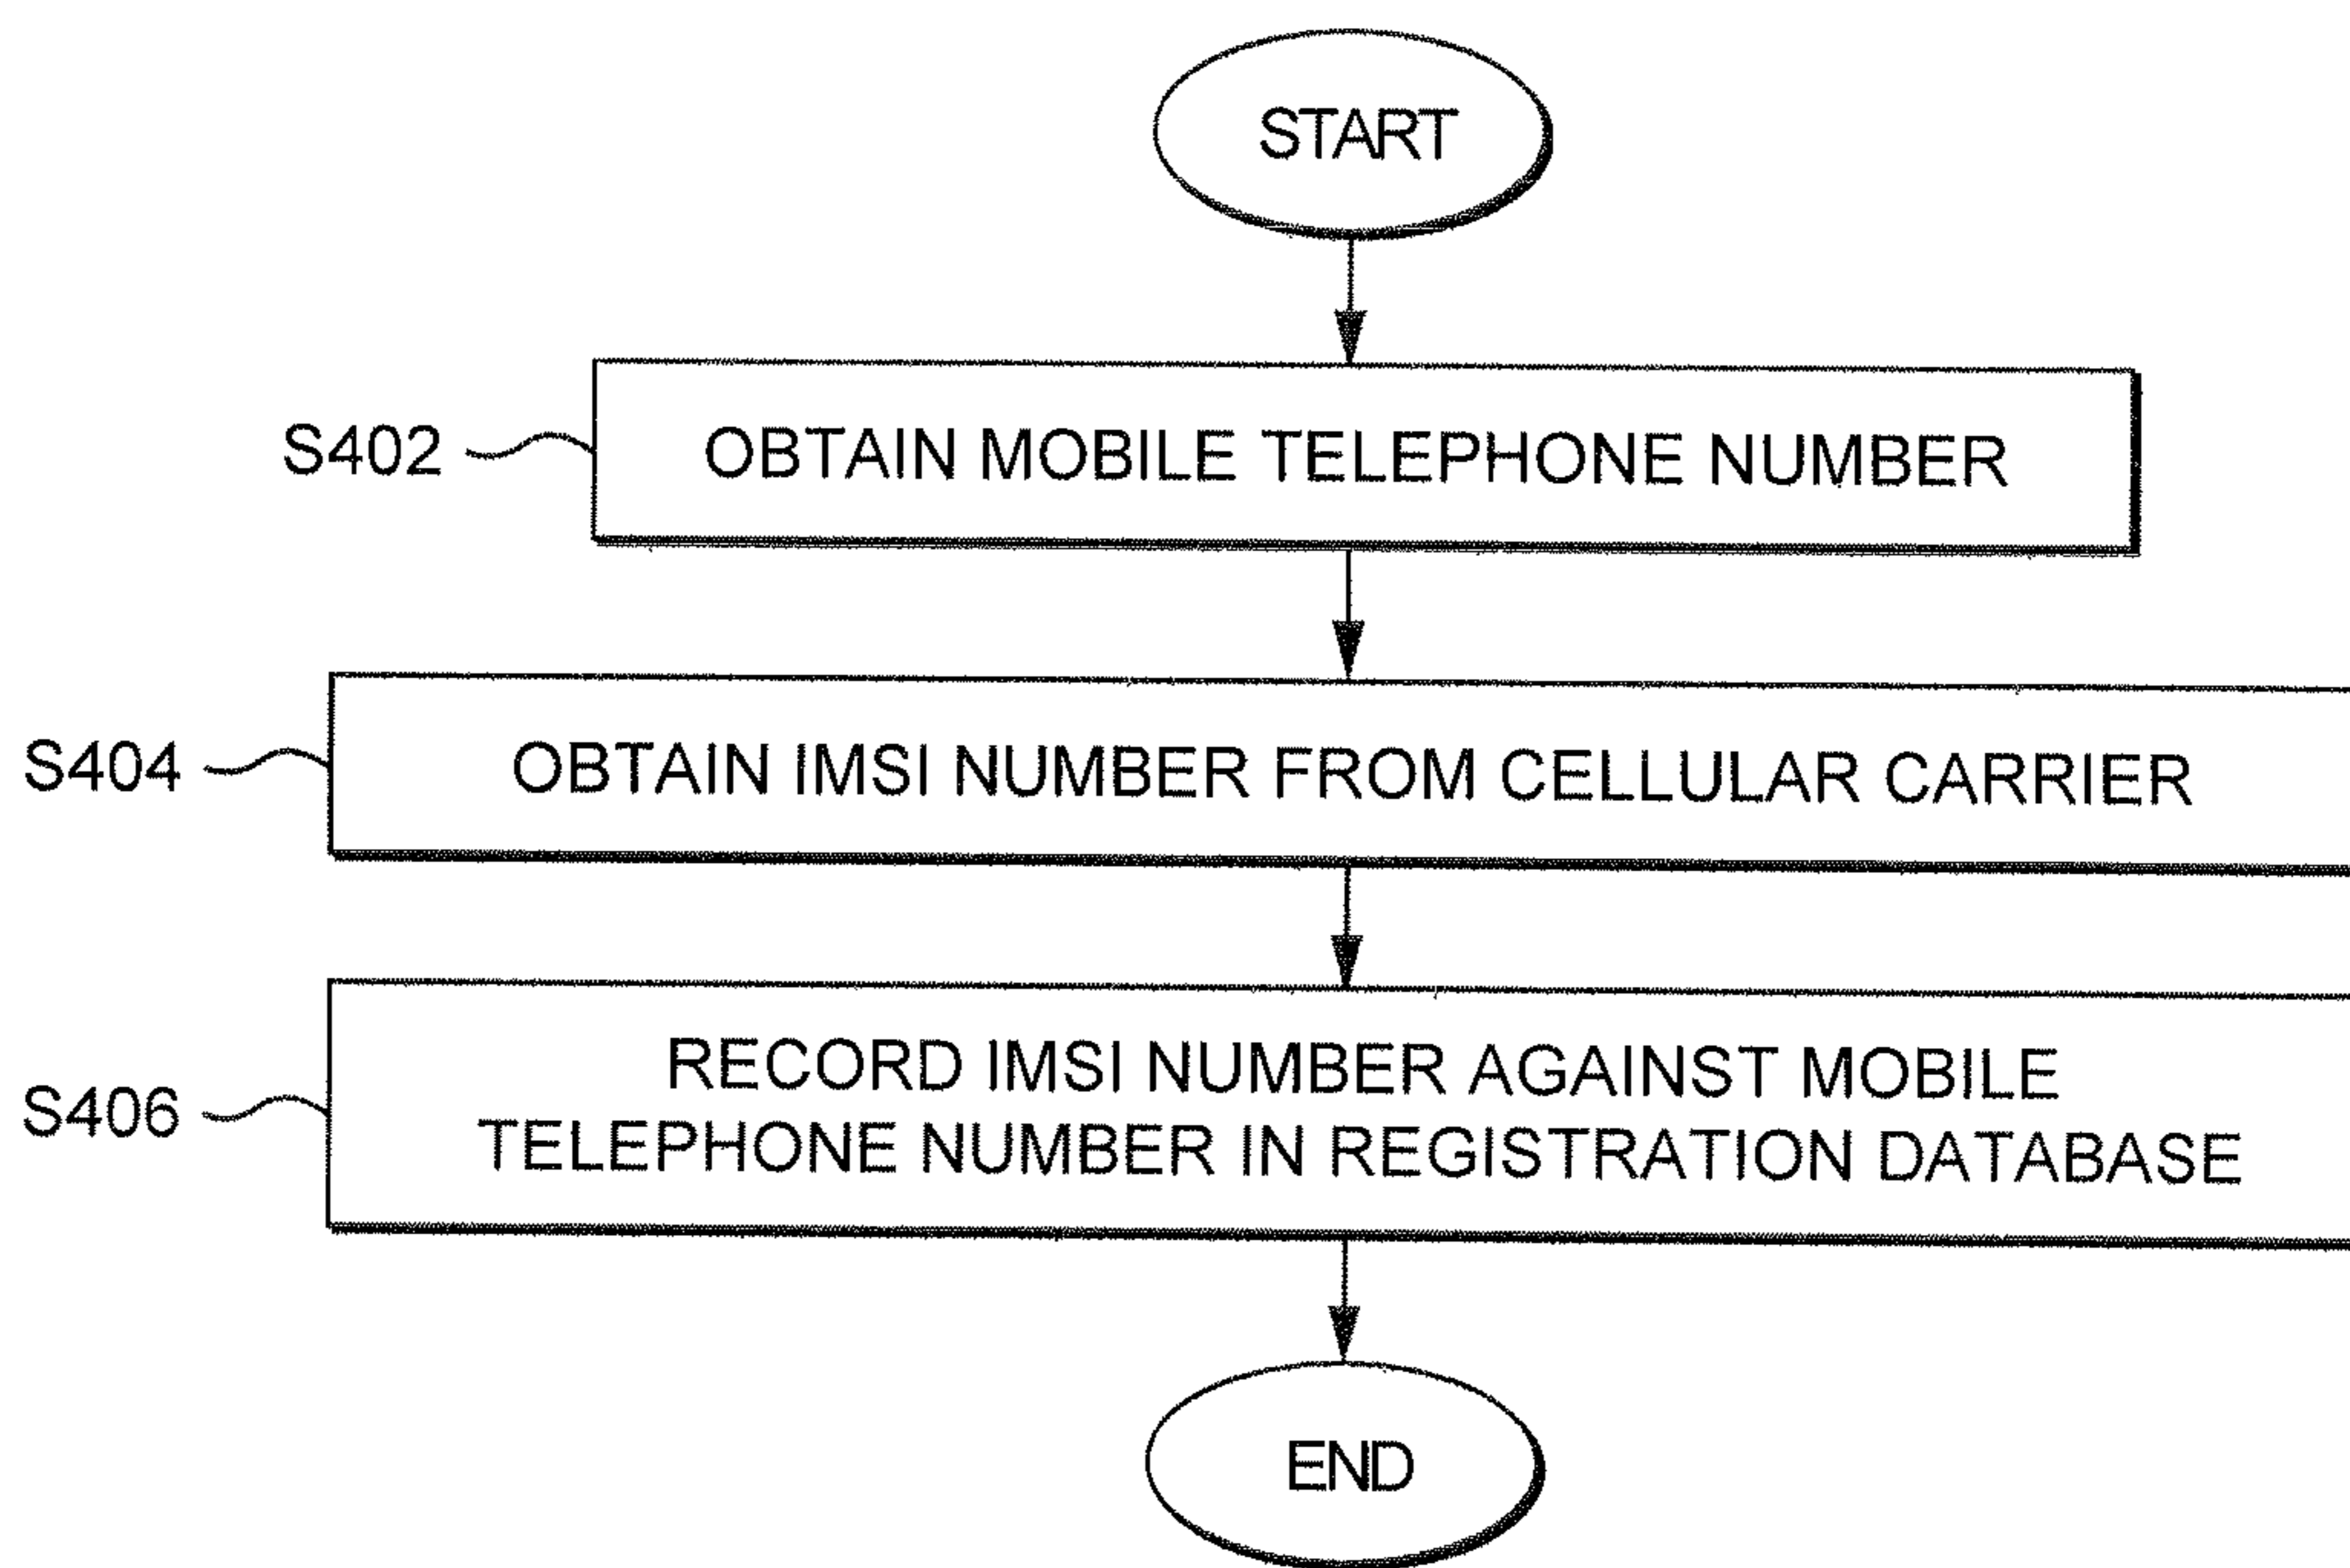 START
S402
OBTAIN MOBILE TELEPHONE NUMBER
S404
OBTAIN IMSI NUMBER FROM CELLULAR CARRIER
S406
RECORD IMSI NUMBER AGAINST MOBILE
TELEPHONE NUMBER IN REGISTRATION DATABASE
END